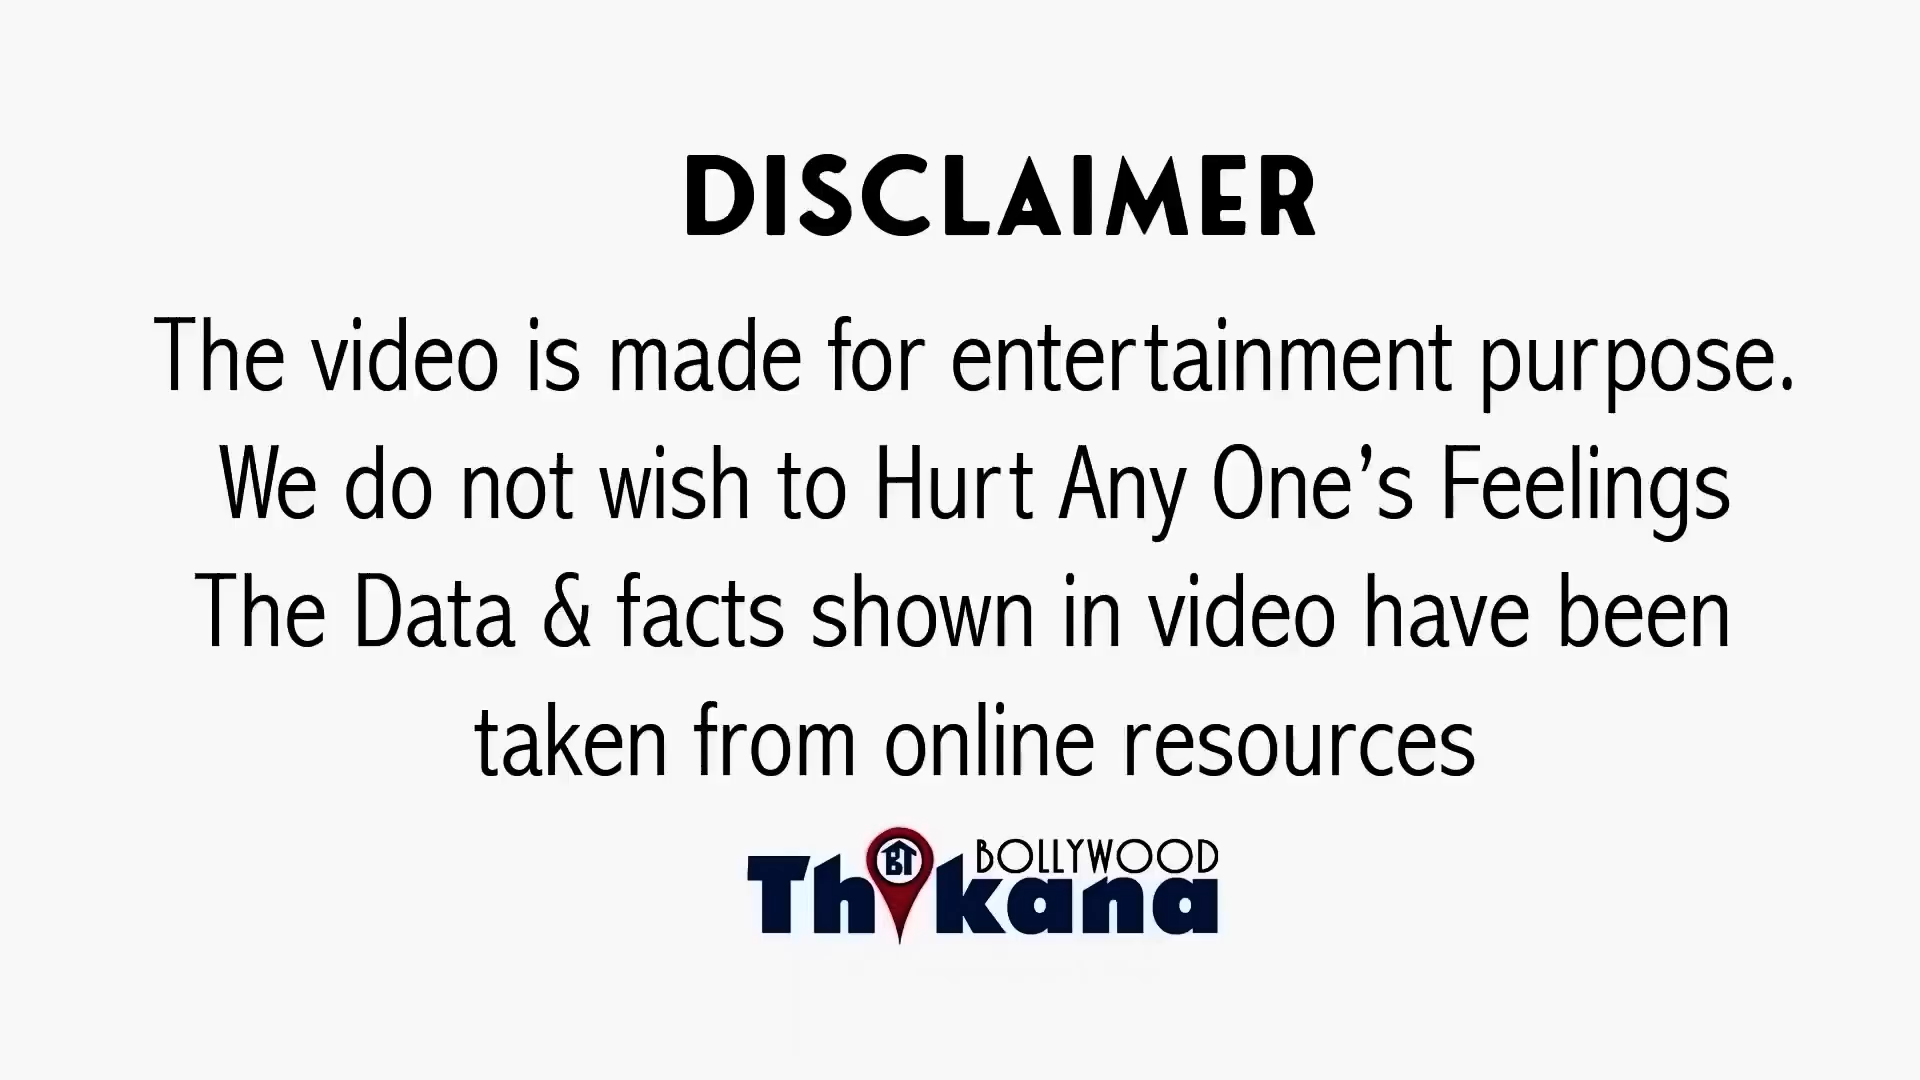 DISCLAIMER
The video is made for entertainment purpose.
We do not wish to Hurt Any One’s Feelings
The Data & facts shown in video have been
taken from online resources
BOLLYWOOD
BT
Thikana